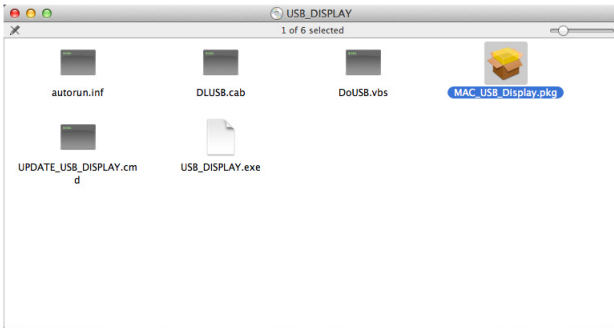 USB_DISPLAY
1 of 6 selected
autorun.inf
DLUSB.cab
DoUSB.vbs
MAC_USB_Display.pkg
UPDATE_USB_DISPLAY.cm
d
USB_DISPLAY.exe